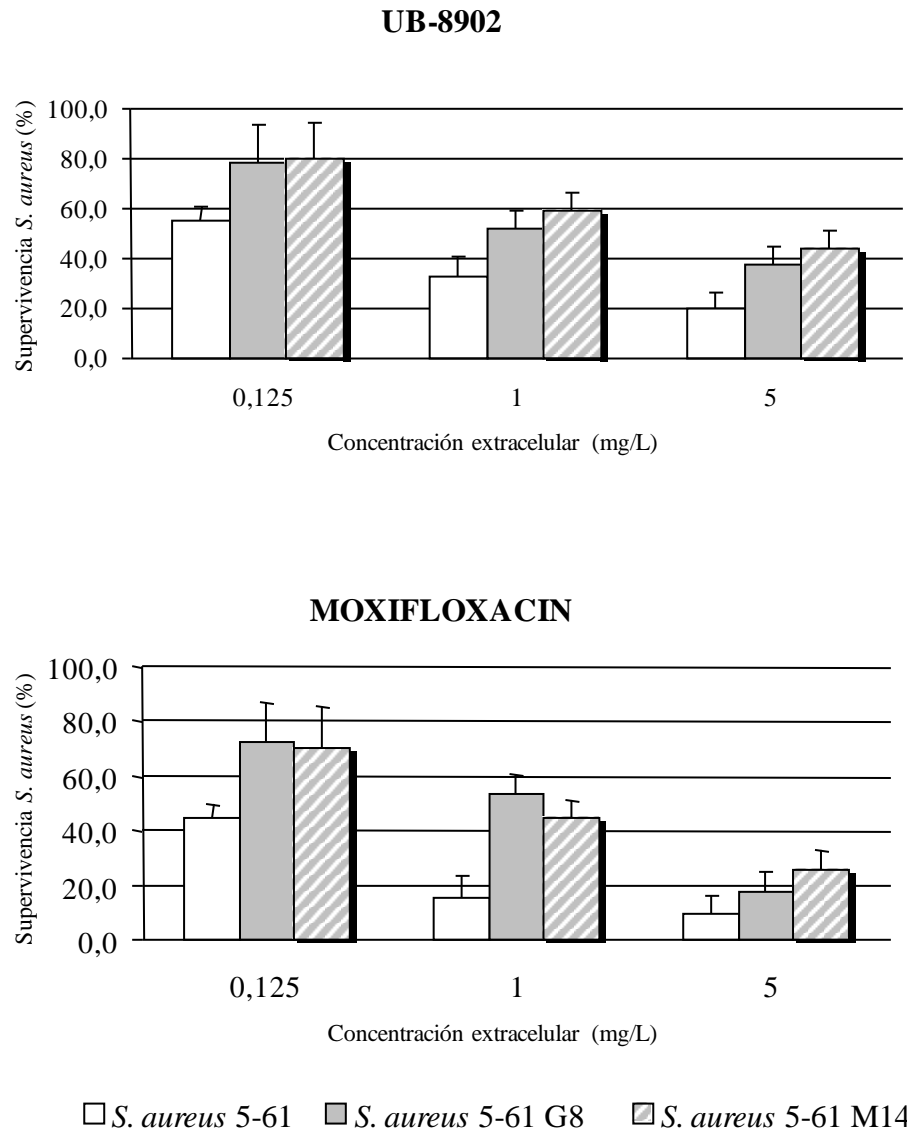 UB-8902
Supervivencia S. aureus (%)
100,0
80,0
60,0
40,0
20,0
0,0
0,125 1 5
Concentración extracelular (mg/L)
MOXIFLOXACIN
Supervivencia S. aureus (%)
100,0
80,0
60,0
40,0
20,0
0,0
0,125 1 5
Concentración extracelular (mg/L)
S. aureus 5-61 S. aureus 5-61 G8 S. aureus 5-61 M14